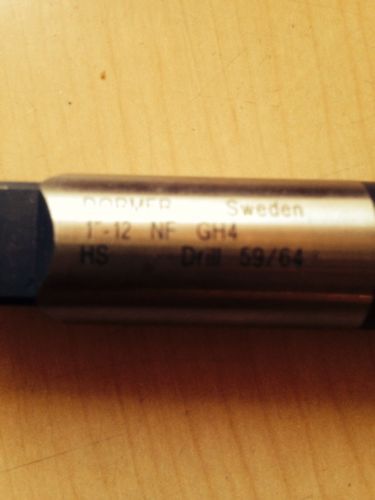 DORMER Sweden
1"-12 NF GH4
HS Drill 59/64